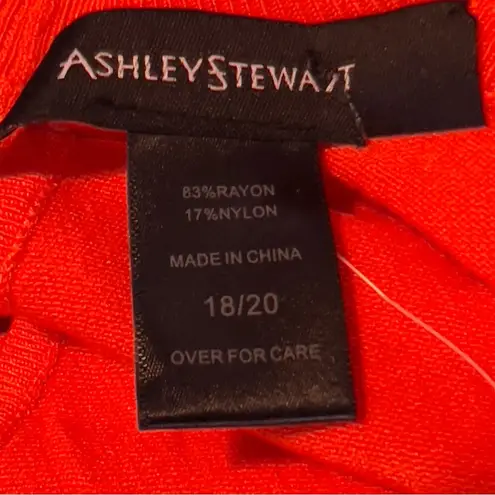 ASHLEY STEWART
83%RAYON
17%NYLON
MADE IN CHINA
18/20
OVER FOR CARE